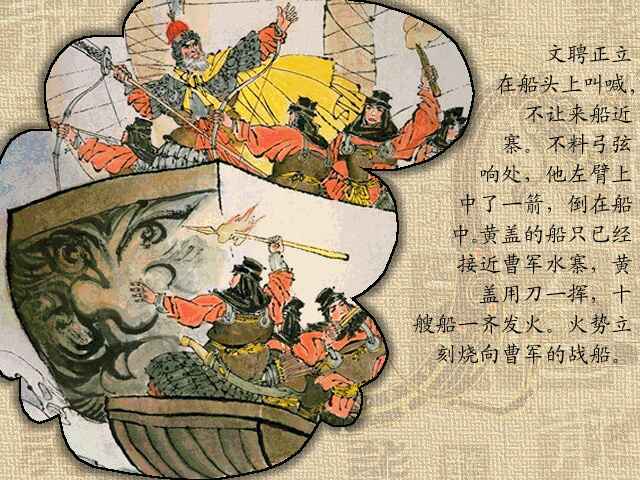 文聘正立
在船头上叫喊，
不让来船近
寨。不料弓弦
响处，他左臂上
中了一箭，倒在船
中。黄盖的船只已经
接近曹军水寨，黄
盖用刀一挥，十
艘船一齐发火。火势立
刻烧向曹军的战船。